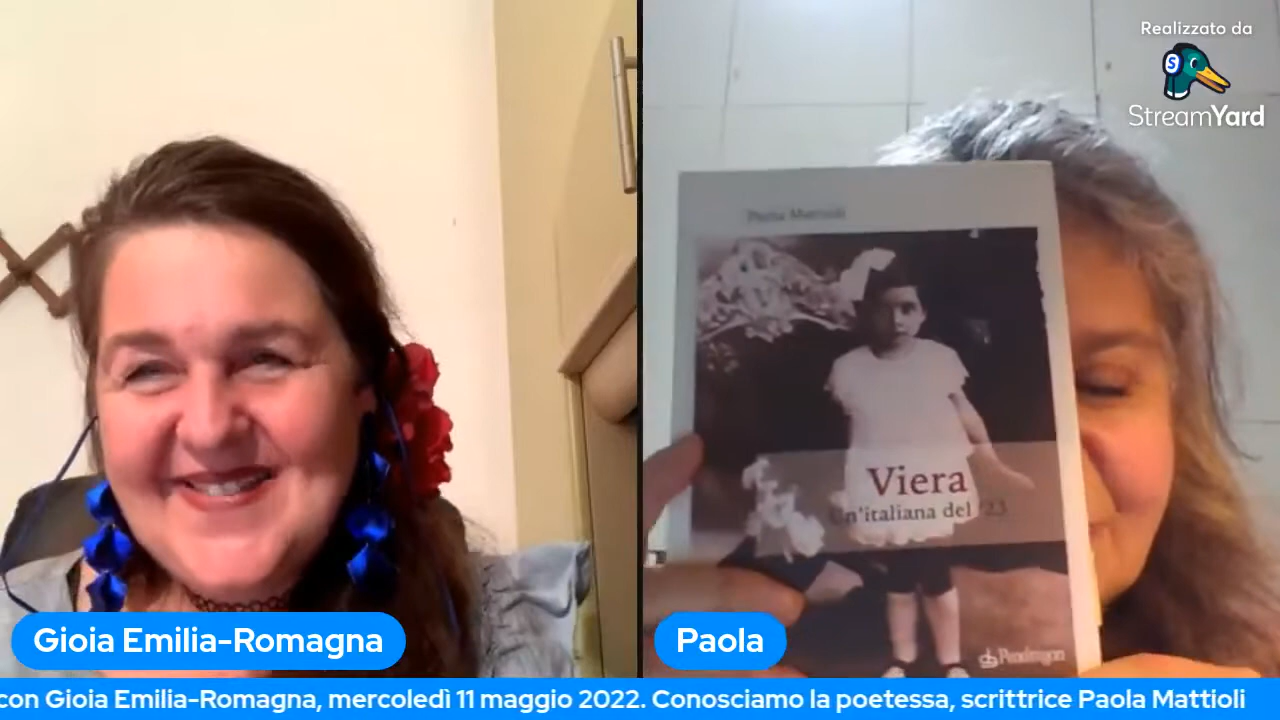 Realizzato da
S
StreamYard
Paola Mattioli
Viera
Un'italiana del '23
Pendragon
Gioia Emilia-Romagna
Paola
con Gioia Emilia-Romagna, mercoledì 11 maggio 2022. Conosciamo la poetessa, scrittrice Paola Mattioli